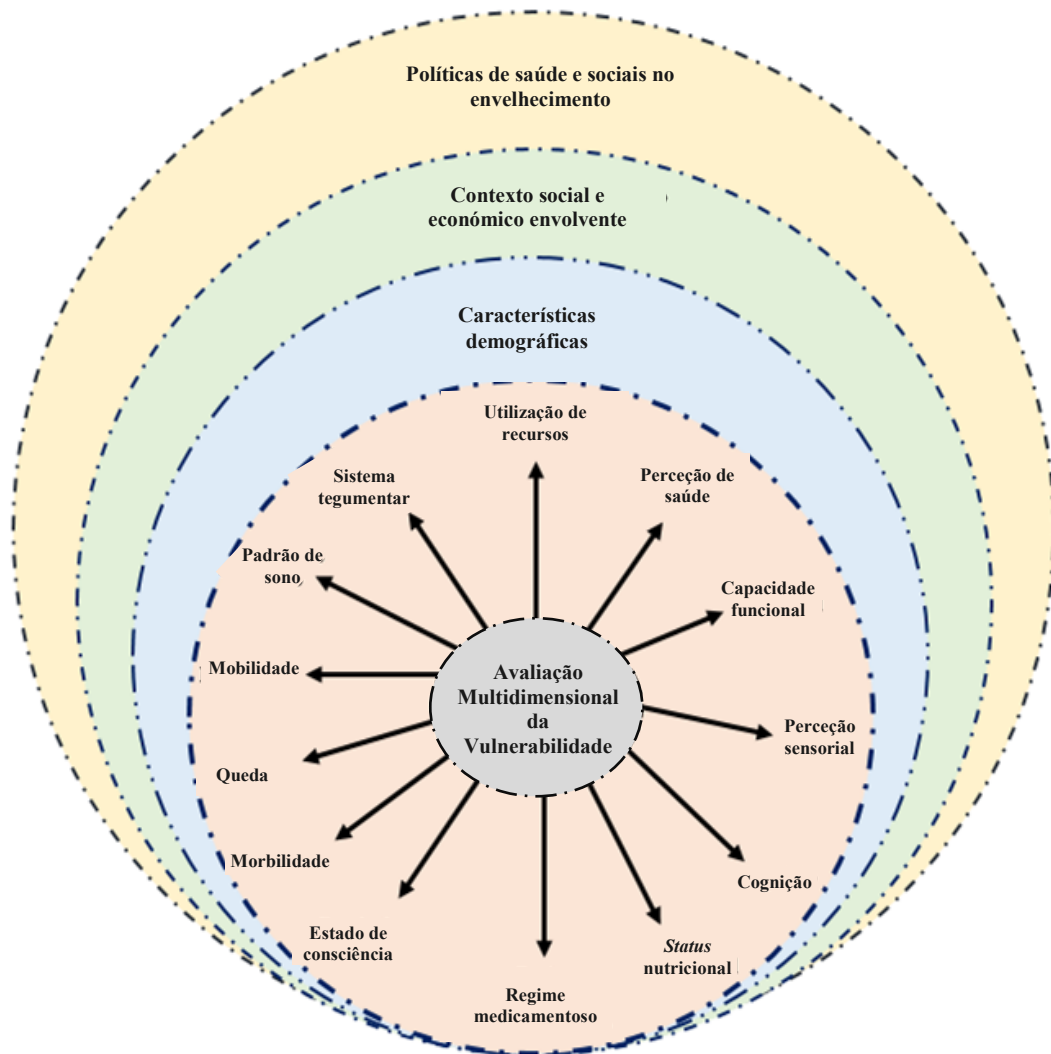 Políticas de saúde e sociais no
envelhecimento
Contexto social e
económico envolvente
Características
demográficas
Utilização de
recursos
Perceção de
saúde
Capacidade
funcional
Perceção
sensorial
Cognição
Status
nutricional
Regime
medicamentoso
Estado de
consciência
Morbilidade
Queda
Mobilidade
Padrão de
sono
Sistema
tegumentar
Avaliação
Multidimensional
da
Vulnerabilidade